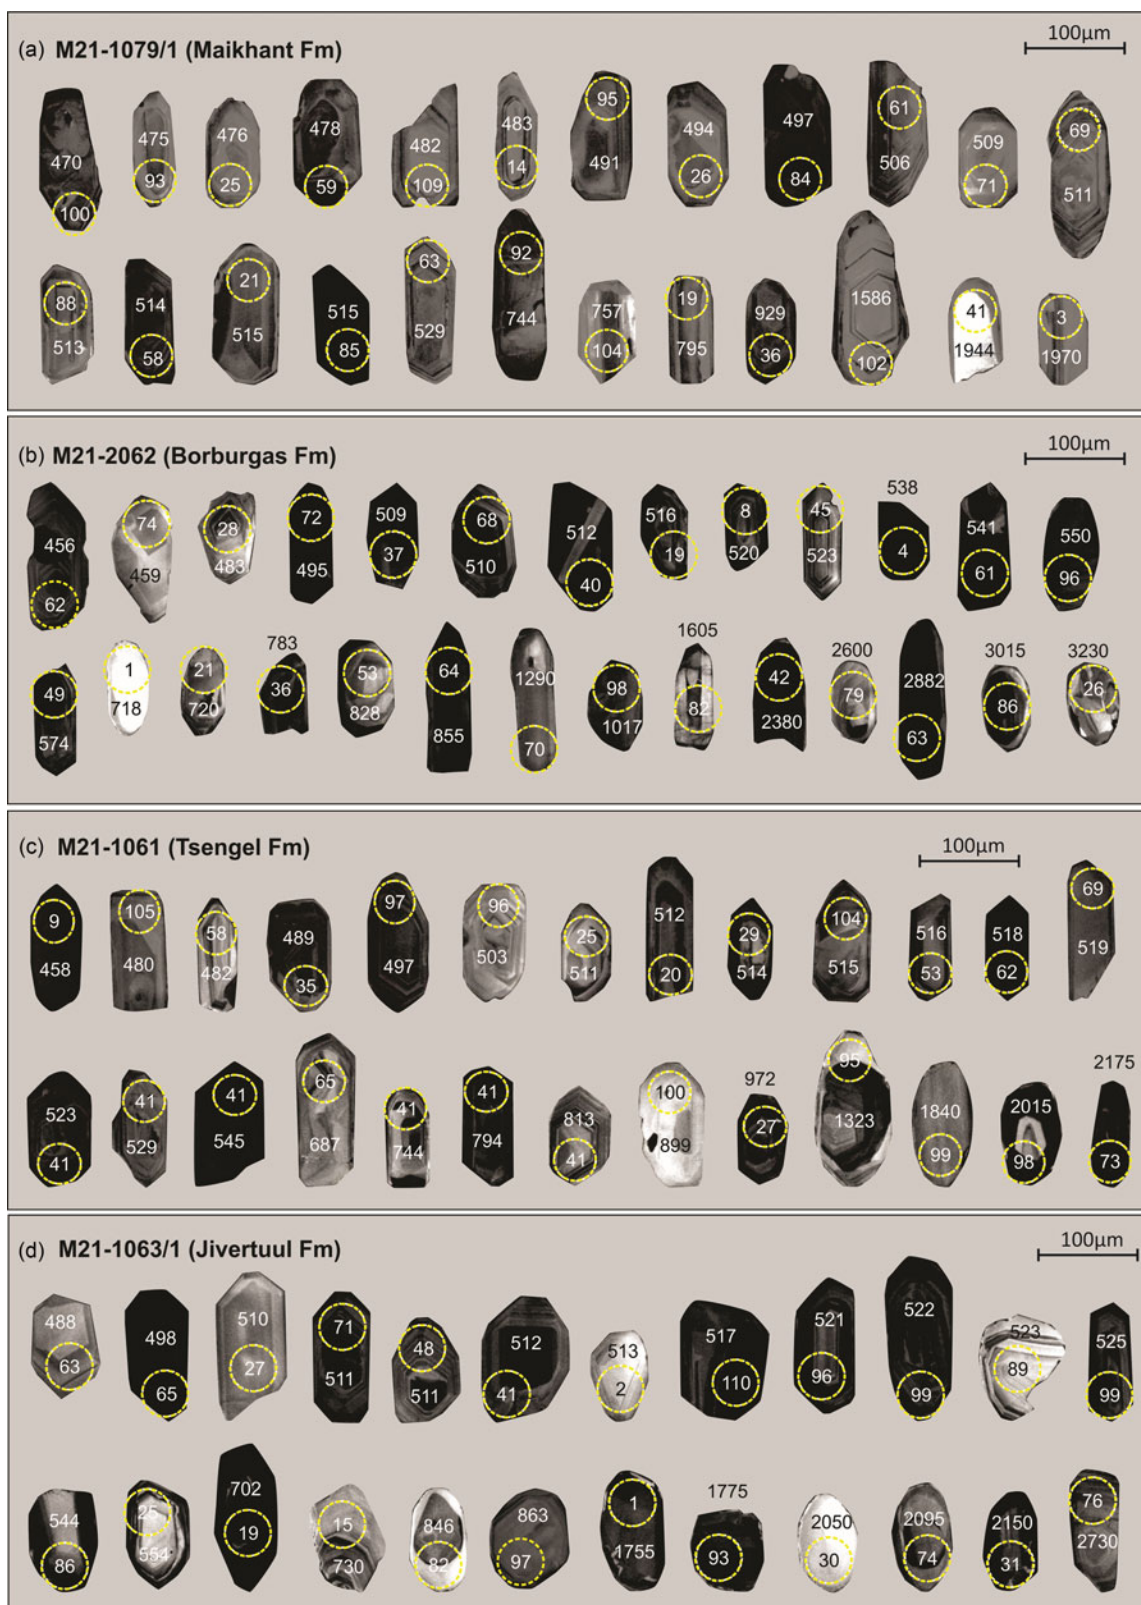 (a) M21-1079/1 (Maikhant Fm)
100µm
470 475 476 478 482 483 95 494 497 61 509 69
100 93 25 59 109 14 491 26 84 506 71 511
88 514 21 515 63 92 757 19 929 1586 41 3
513 58 515 85 529 744 104 795 36 102 1944 1970
(b) M21-2062 (Borburgas Fm)
100µm
538
456 74 28 72 509 68 512 516 8 45 4 541 550
62 459 483 495 37 510 40 19 520 523 61 96
783 1605 2600 3015 3230
49 1 21 36 53 64 1290 98 82 42 79 2882 86 26
574 718 720 828 855 70 1017 2380 63
(c) M21-1061 (Tsengel Fm)
100µm
9 105 58 489 97 96 25 512 29 104 516 518 69
458 480 482 35 497 503 511 20 514 515 53 62 519
972 2175
523 41 41 65 41 41 813 100 27 95 1840 2015 73
41 529 545 687 744 794 41 899 1323 99 98
(d) M21-1063/1 (Jivertuul Fm)
100µm
488 498 510 71 48 512 513 517 521 522 523 525
63 65 27 511 511 41 2 110 96 99 89 99
1775
544 25 702 15 846 863 1 93 2050 2095 2150 76
86 554 19 730 82 97 1755 30 74 31 2730